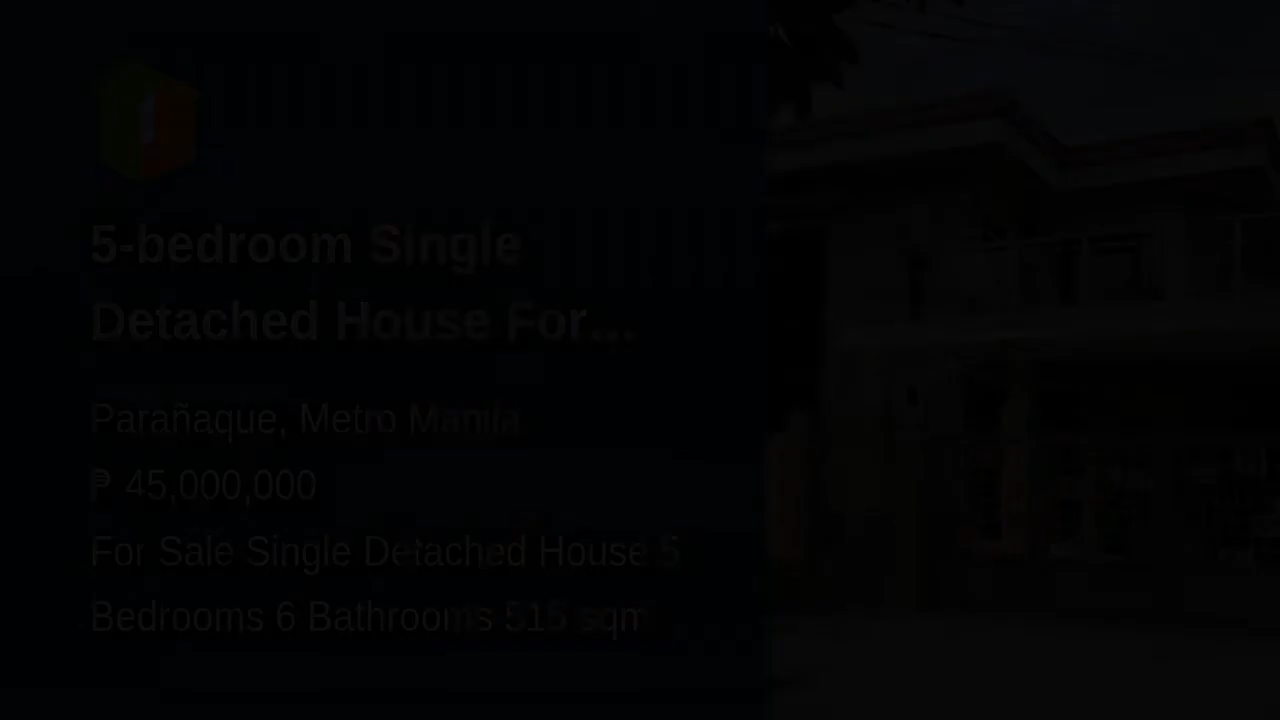 5-bedroom Single
Detached House For...
Parañaque, Metro Manila
₱ 45,000,000
For Sale Single Detached House 5
Bedrooms 6 Bathrooms 515 sqm